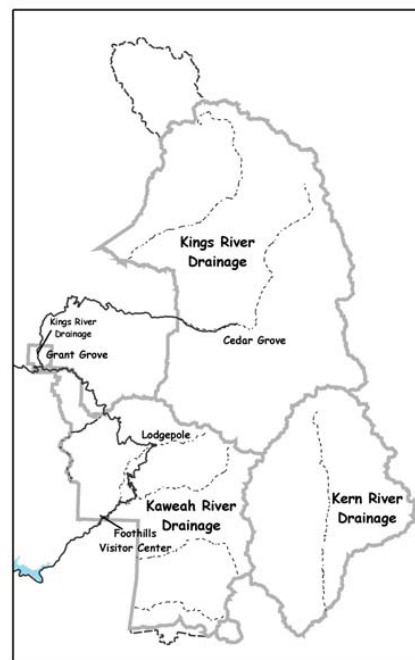 Kings River
Drainage
Kings River
Drainage
Grant Grove
Cedar Grove
Lodgepole
Kaweah River
Drainage
Kern River
Drainage
Foothills
Visitor Center